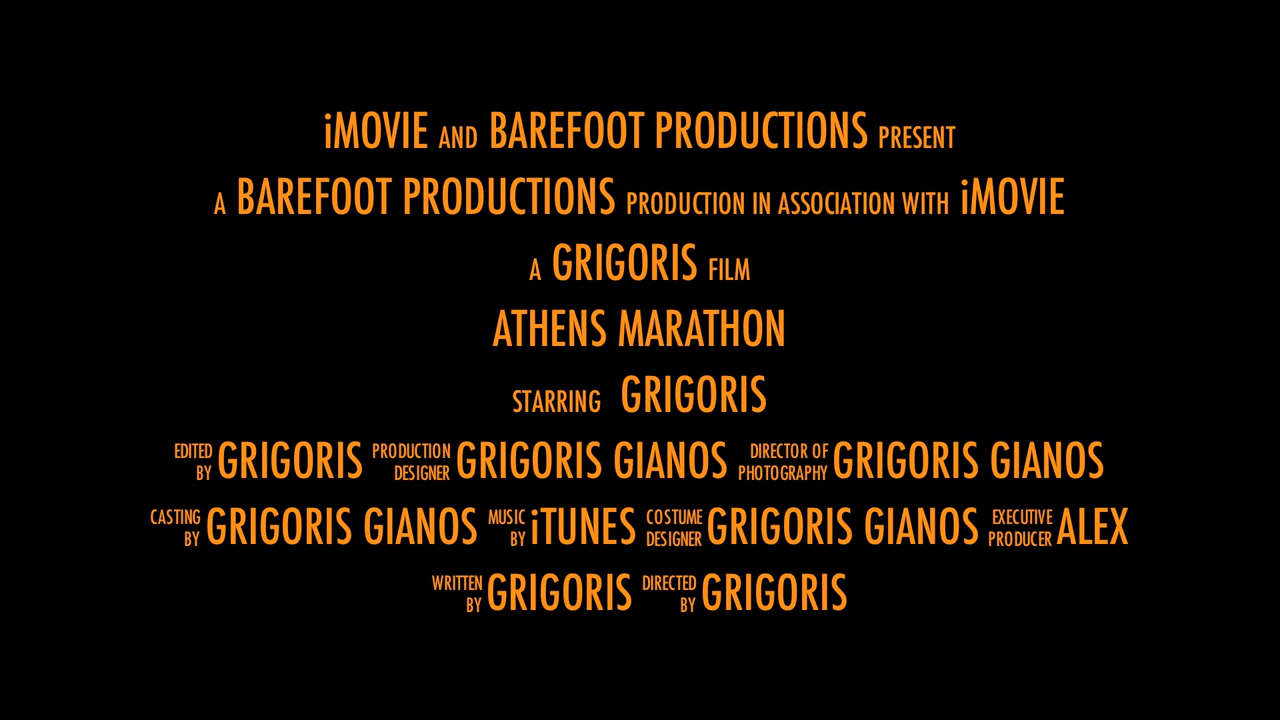 iMOVIE AND BAREFOOT PRODUCTIONS PRESENT
A BAREFOOT PRODUCTIONS PRODUCTION IN ASSOCIATION WITH iMOVIE
A GRIGORIS FILM
ATHENS MARATHON
STARRING GRIGORIS
EDITED BY GRIGORIS PRODUCTION DESIGNER GRIGORIS GIANOS DIRECTOR OF PHOTOGRAPHY GRIGORIS GIANOS
CASTING BY GRIGORIS GIANOS MUSIC BY iTUNES COSTUME DESIGNER GRIGORIS GIANOS EXECUTIVE PRODUCER ALEX
WRITTEN BY GRIGORIS DIRECTED BY GRIGORIS